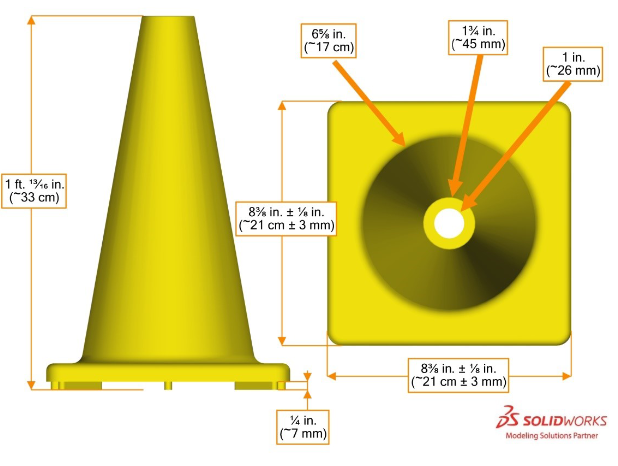 6⅝ in.
(~17 cm)
1¾ in.
(~45 mm)
1 in.
(~26 mm)
1 ft. ¹³⁄₁₆ in.
(~33 cm)
8⅜ in. ± ⅛ in.
(~21 cm ± 3 mm)
8⅜ in. ± ⅛ in.
(~21 cm ± 3 mm)
¼ in.
(~7 mm)
SOLIDWORKS
Modeling Solutions Partner